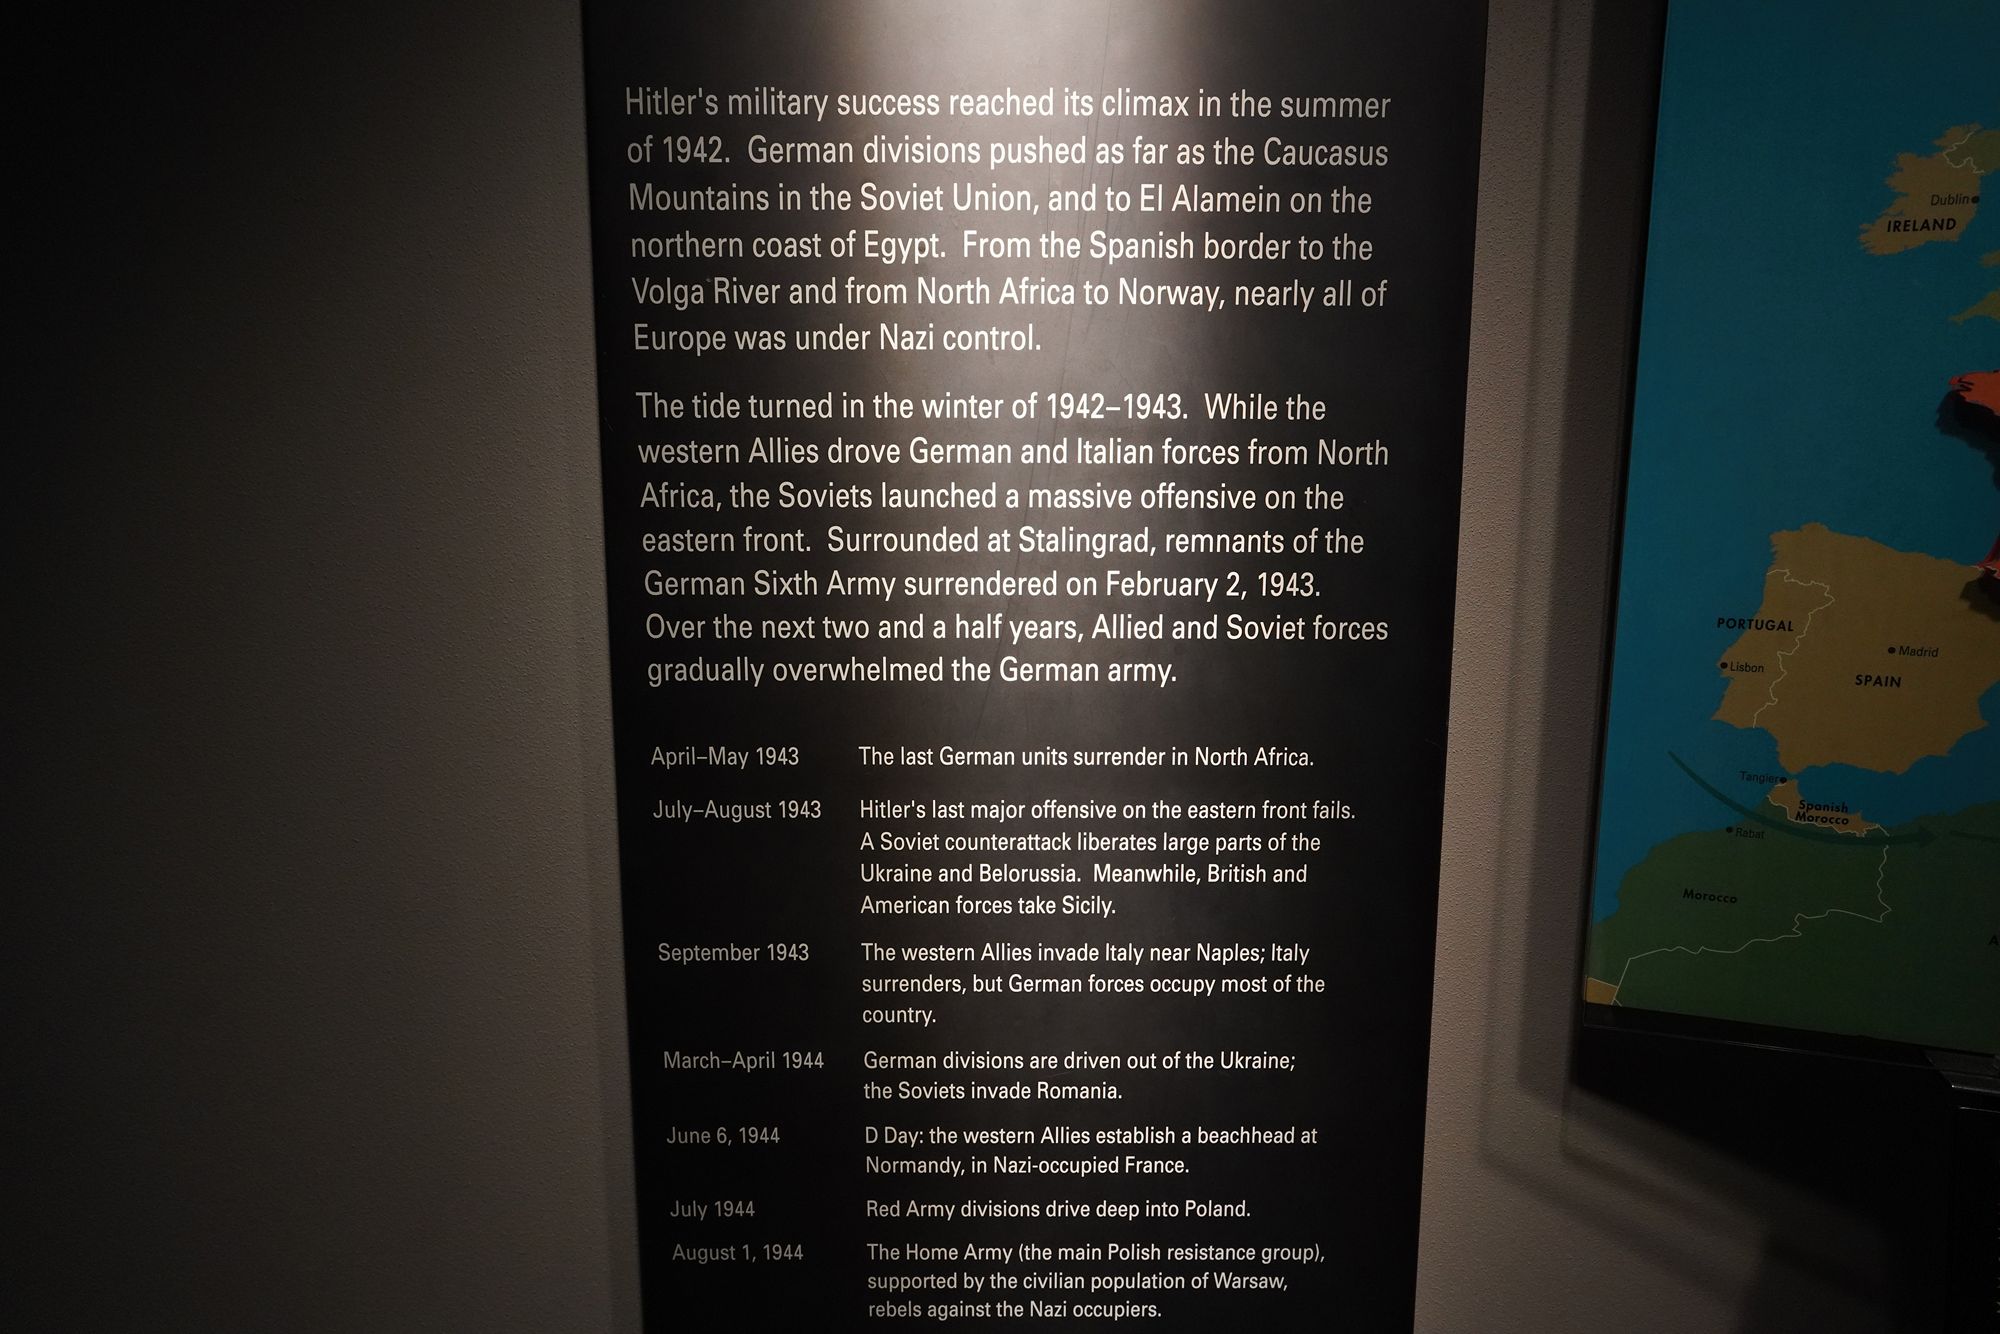 Hitler's military success reached its climax in the summer
of 1942.  German divisions pushed as far as the Caucasus
Mountains in the Soviet Union, and to El Alamein on the
northern coast of Egypt.  From the Spanish border to the
Volga River and from North Africa to Norway, nearly all of
Europe was under Nazi control.
The tide turned in the winter of 1942–1943.  While the
western Allies drove German and Italian forces from North
Africa, the Soviets launched a massive offensive on the
eastern front.  Surrounded at Stalingrad, remnants of the
German Sixth Army surrendered on February 2, 1943.
Over the next two and a half years, Allied and Soviet forces
gradually overwhelmed the German army.
April–May 1943 The last German units surrender in North Africa.
July–August 1943 Hitler's last major offensive on the eastern front fails.
A Soviet counterattack liberates large parts of the
Ukraine and Belorussia.  Meanwhile, British and
American forces take Sicily.
September 1943 The western Allies invade Italy near Naples; Italy
surrenders, but German forces occupy most of the
country.
March–April 1944 German divisions are driven out of the Ukraine;
the Soviets invade Romania.
June 6, 1944 D Day: the western Allies establish a beachhead at
Normandy, in Nazi-occupied France.
July 1944 Red Army divisions drive deep into Poland.
August 1, 1944 The Home Army (the main Polish resistance group),
supported by the civilian population of Warsaw,
rebels against the Nazi occupiers.
Dublin
IRELAND
PORTUGAL
Lisbon
Madrid
SPAIN
Tangier
Spanish
Morocco
Rabat
Morocco